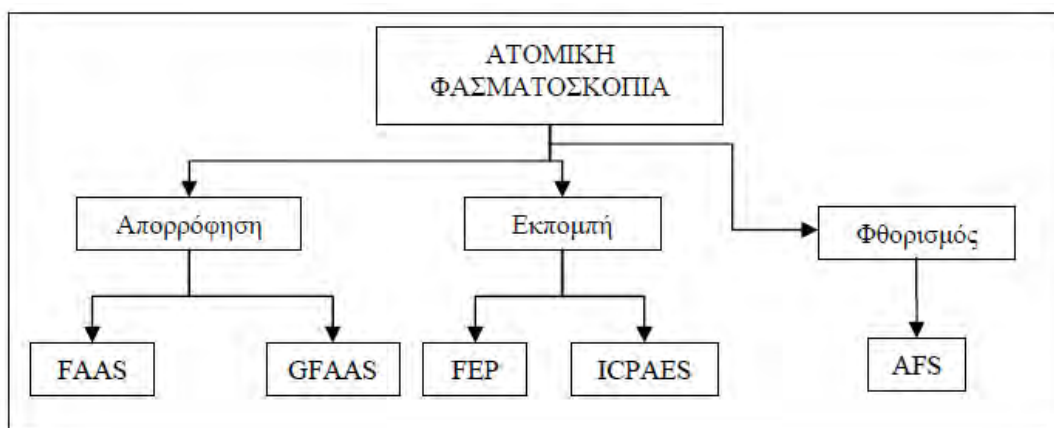 ΑΤΟΜΙΚΗ
ΦΑΣΜΑΤΟΣΚΟΠΙΑ
Απορρόφηση
Εκπομπή
Φθορισμός
FAAS
GFAAS
FEP
ICPAES
AFS